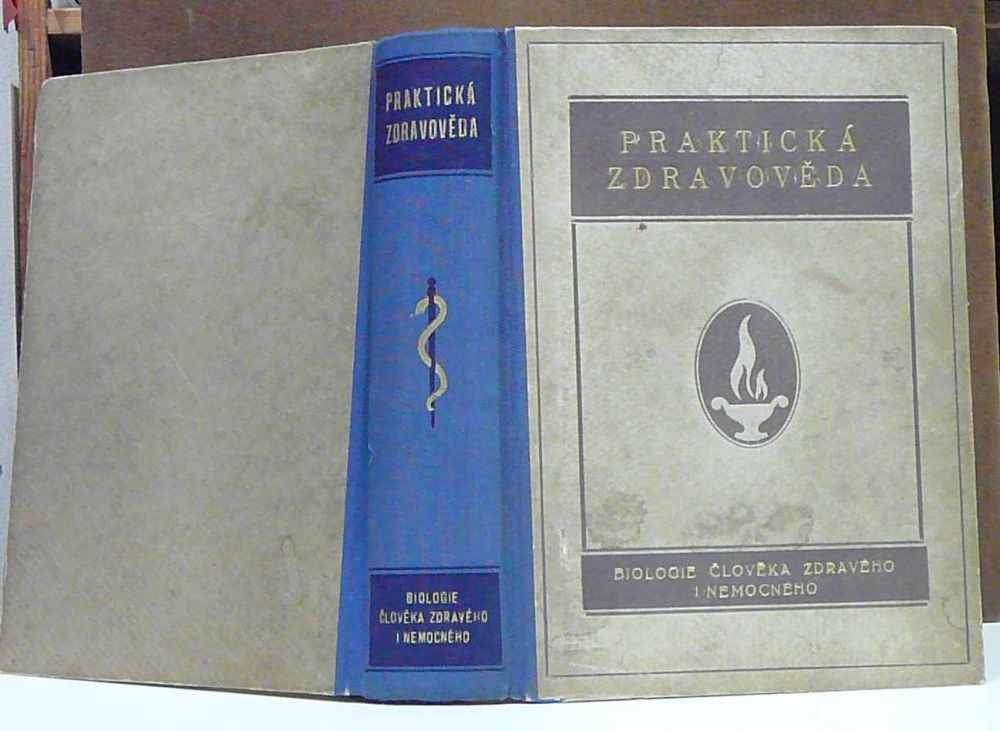 PRAKTICKÁ
ZDRAVOVĚDA
BIOLOGIE
ČLOVĚKA ZDRAVÉHO
I NEMOCNÉHO
PRAKTICKÁ
ZDRAVOVĚDA
BIOLOGIE ČLOVĚKA ZDRAVÉHO
I NEMOCNÉHO